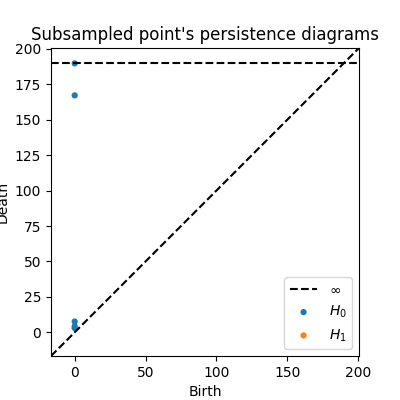 Subsampled point's persistence diagrams
200
175
150
125
100
75
50
25
0
Death
0 50 100 150 200
Birth
∞
H₀
H₁